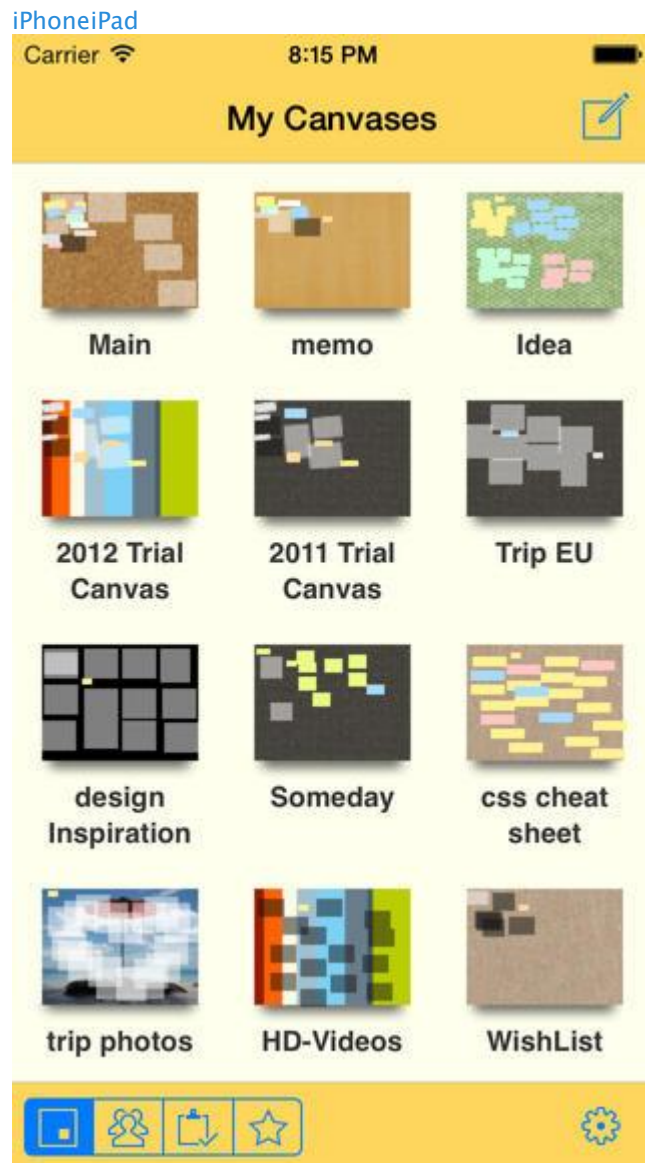 iPhoneiPad
Carrier 8:15 PM
My Canvases
Main memo Idea
2012 Trial 2011 Trial Trip EU
Canvas Canvas
design Someday css cheat
Inspiration sheet
trip photos HD-Videos WishList